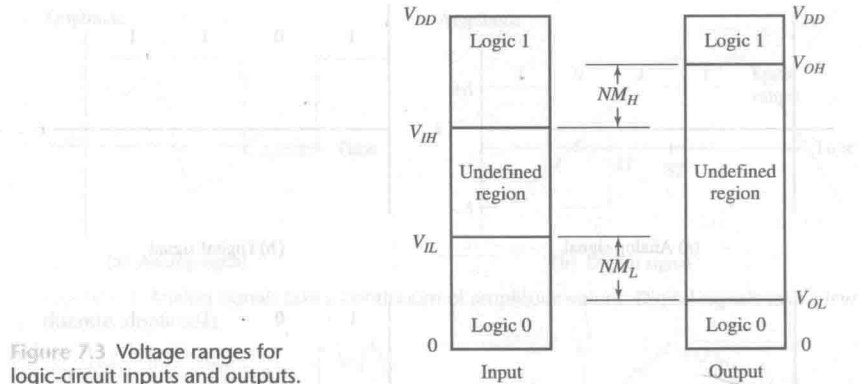 V_DD
V_DD
Logic 1
Logic 1
V_OH
NM_H
V_IH
Undefined
region
Undefined
region
V_IL
NM_L
V_OL
Logic 0
Logic 0
0
0
Figure 7.3 Voltage ranges for
logic-circuit inputs and outputs.
Input
Output